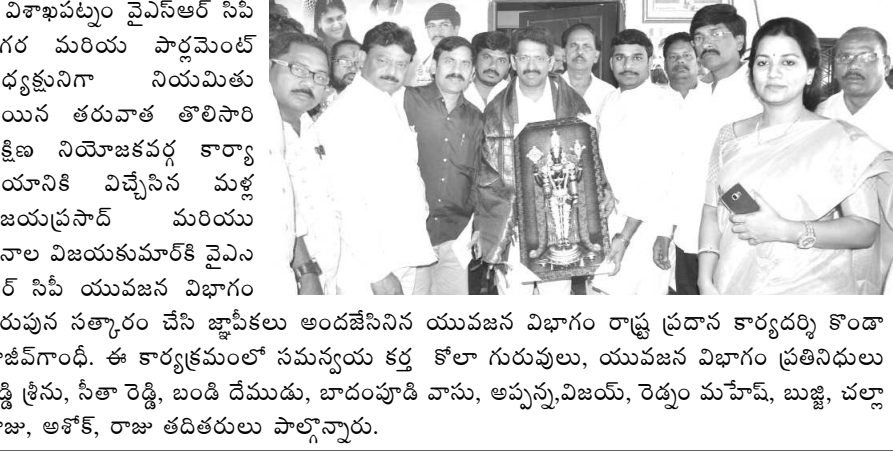 విశాఖపట్నం వైఎస్ఆర్ సిపి
గర మరియ పార్లమెంట్
ధ్యక్షునిగా నియమితు
యిన తరువాత తొలిసారి
క్షిణ నియోజకవర్గ కార్యా
యానికి విచ్చేసిన మళ్ల
జయప్రసాద్ మరియు
నాల విజయకుమార్‌కి వైఎస
ర్ సిపీ యువజన విభాగం
రుపున సత్కారం చేసి జ్ఞాపికలు అందజేసినిన యువజన విభాగం రాష్ట్ర ప్రదాన కార్యదర్శి కొండా
జీవ్‌గాంధీ. ఈ కార్యక్రమంలో సమన్వయ కర్త కోలా గురువులు, యువజన విభాగం ప్రతినిధులు
డ్డి శ్రీను, సీతా రెడ్డి, బండి దేముడు, బాదంపూడి వాసు, అప్పన్న,విజయ్, రెడ్నం మహేష్, బుజ్జి, చల్లా
జు, అశోక్, రాజు తదితరులు పాల్గొన్నారు.